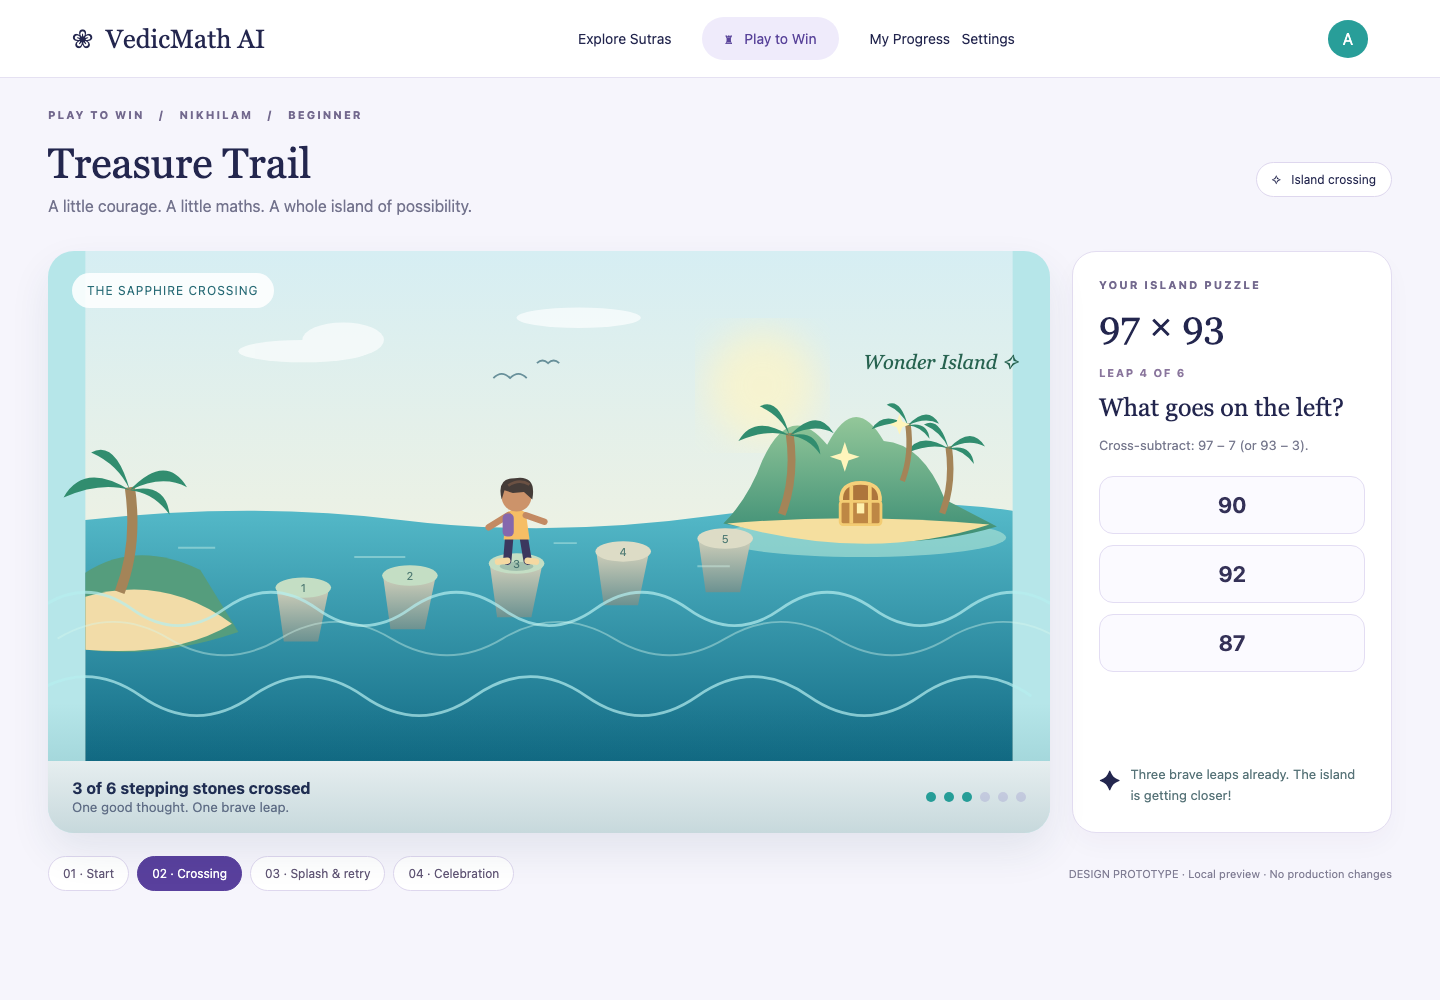 ❀ VedicMath AI
Explore Sutras
♜ Play to Win
My Progress
Settings
A
PLAY TO WIN / NIKHILAM / BEGINNER
Treasure Trail
A little courage. A little maths. A whole island of possibility.
✧ Island crossing
THE SAPPHIRE CROSSING
Wonder Island ✧
1
2
3
4
5
3 of 6 stepping stones crossed
One good thought. One brave leap.
YOUR ISLAND PUZZLE
97 × 93
LEAP 4 OF 6
What goes on the left?
Cross-subtract: 97 – 7 (or 93 – 3).
90
92
87
✦ Three brave leaps already. The island
is getting closer!
01 · Start
02 · Crossing
03 · Splash & retry
04 · Celebration
DESIGN PROTOTYPE · Local preview · No production changes